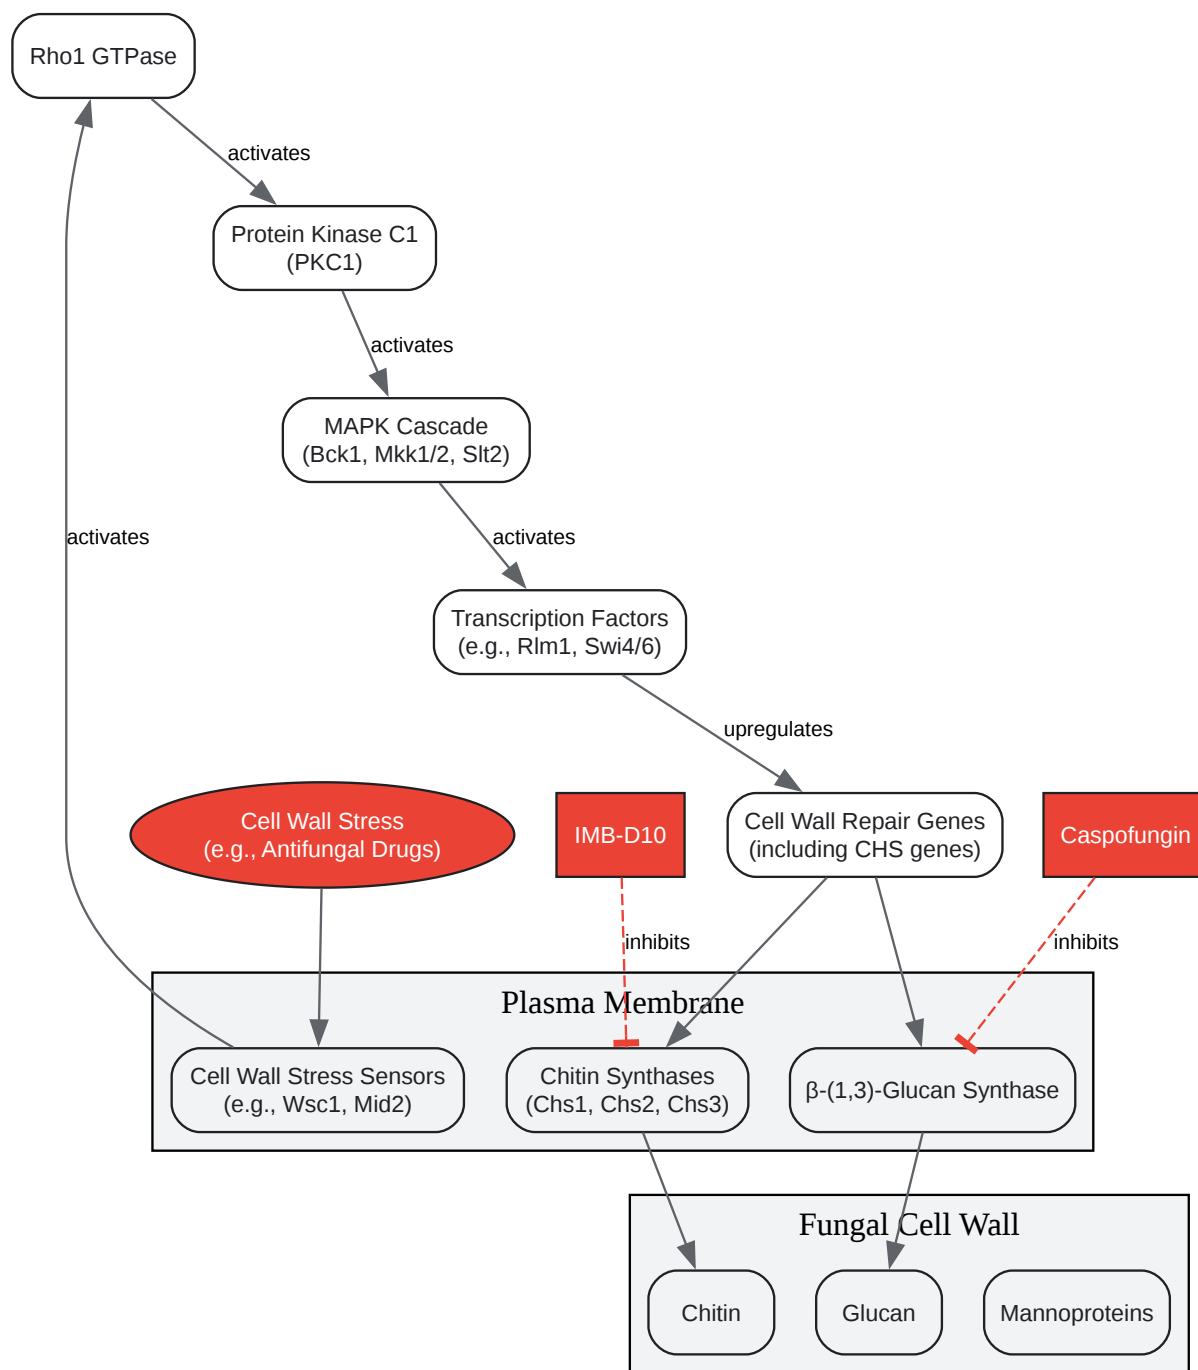 Rho1 GTPase
activates
Protein Kinase C1
(PKC1)
activates
MAPK Cascade
(Bck1, Mkk1/2, Slt2)
activates
activates
Transcription Factors
(e.g., Rlm1, Swi4/6)
upregulates
Cell Wall Stress
(e.g., Antifungal Drugs)
IMB-D10
Cell Wall Repair Genes
(including CHS genes)
Caspofungin
inhibits
inhibits
Plasma Membrane
Cell Wall Stress Sensors
(e.g., Wsc1, Mid2)
Chitin Synthases
(Chs1, Chs2, Chs3)
β-(1,3)-Glucan Synthase
Fungal Cell Wall
Chitin
Glucan
Mannoproteins